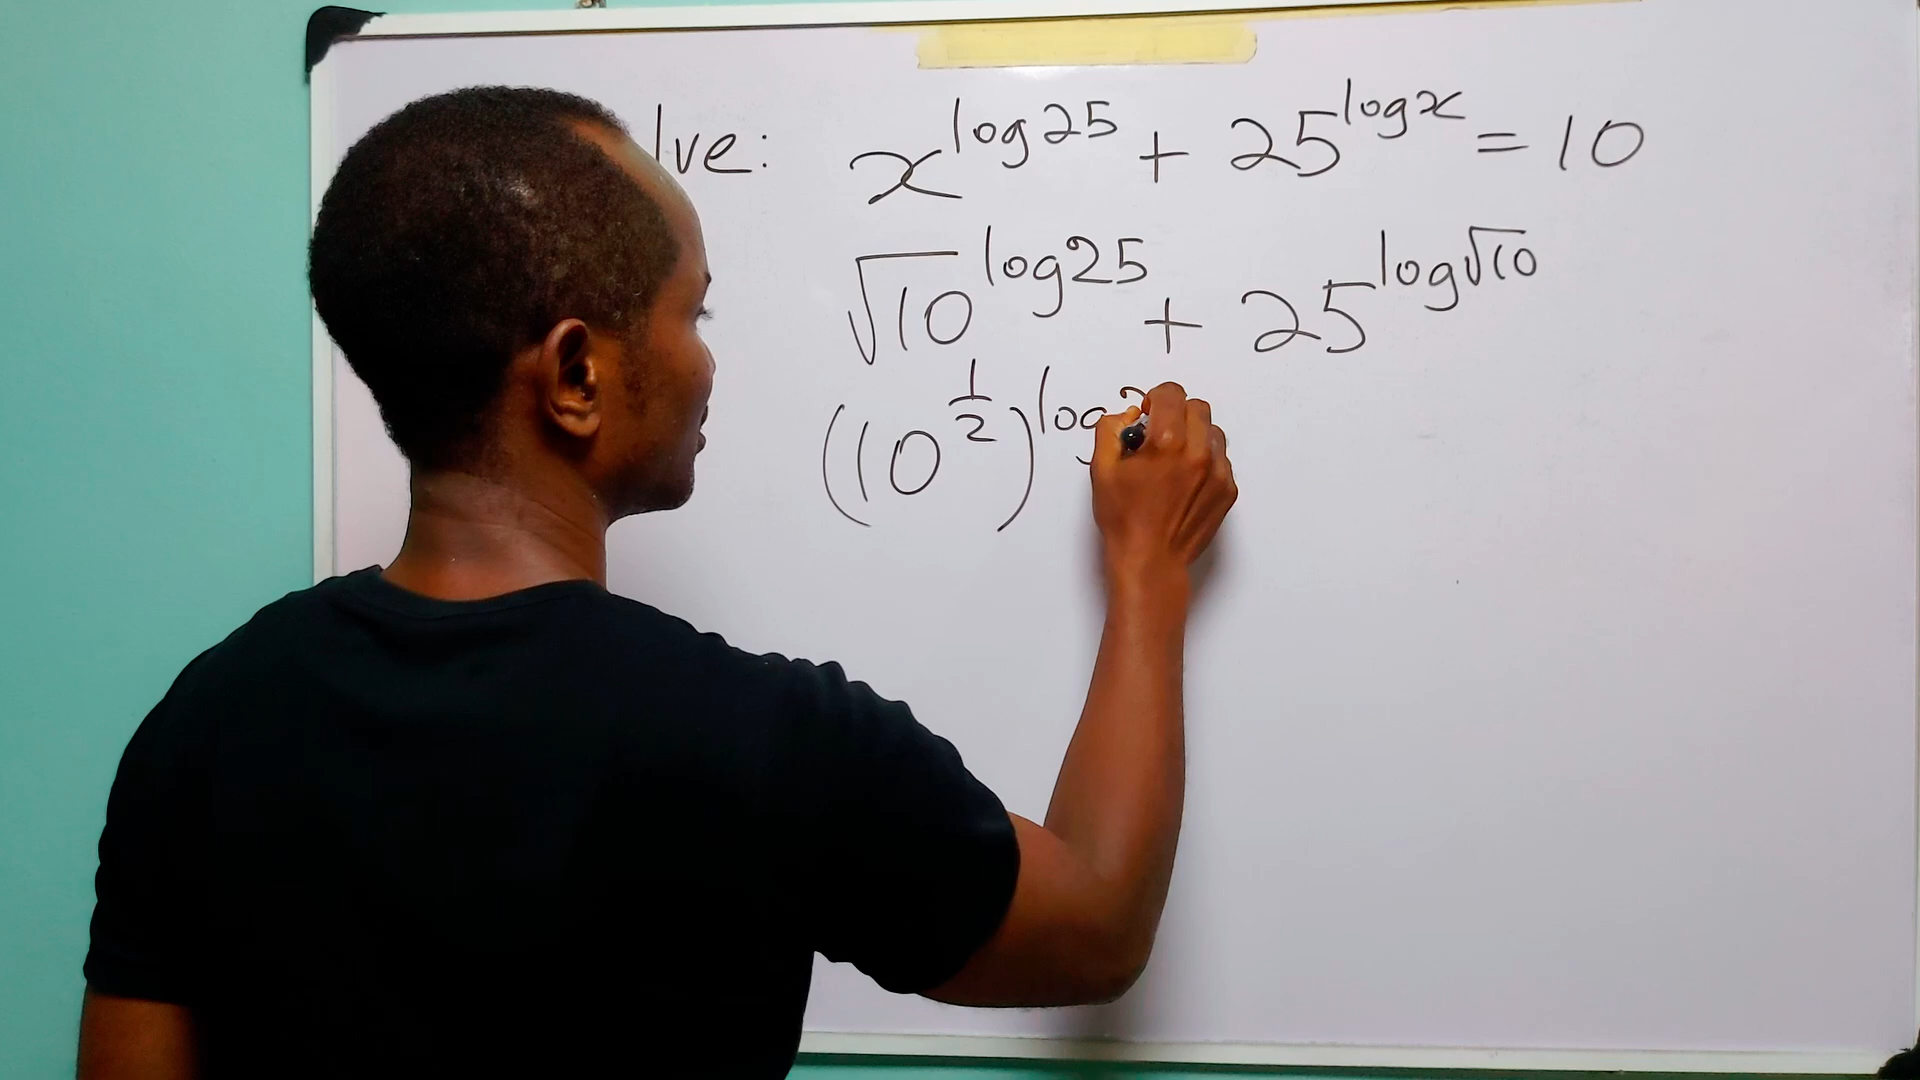 lve: x^log25 + 25^logx = 10
√10^log25 + 25^log√10
(10^1/2)^log